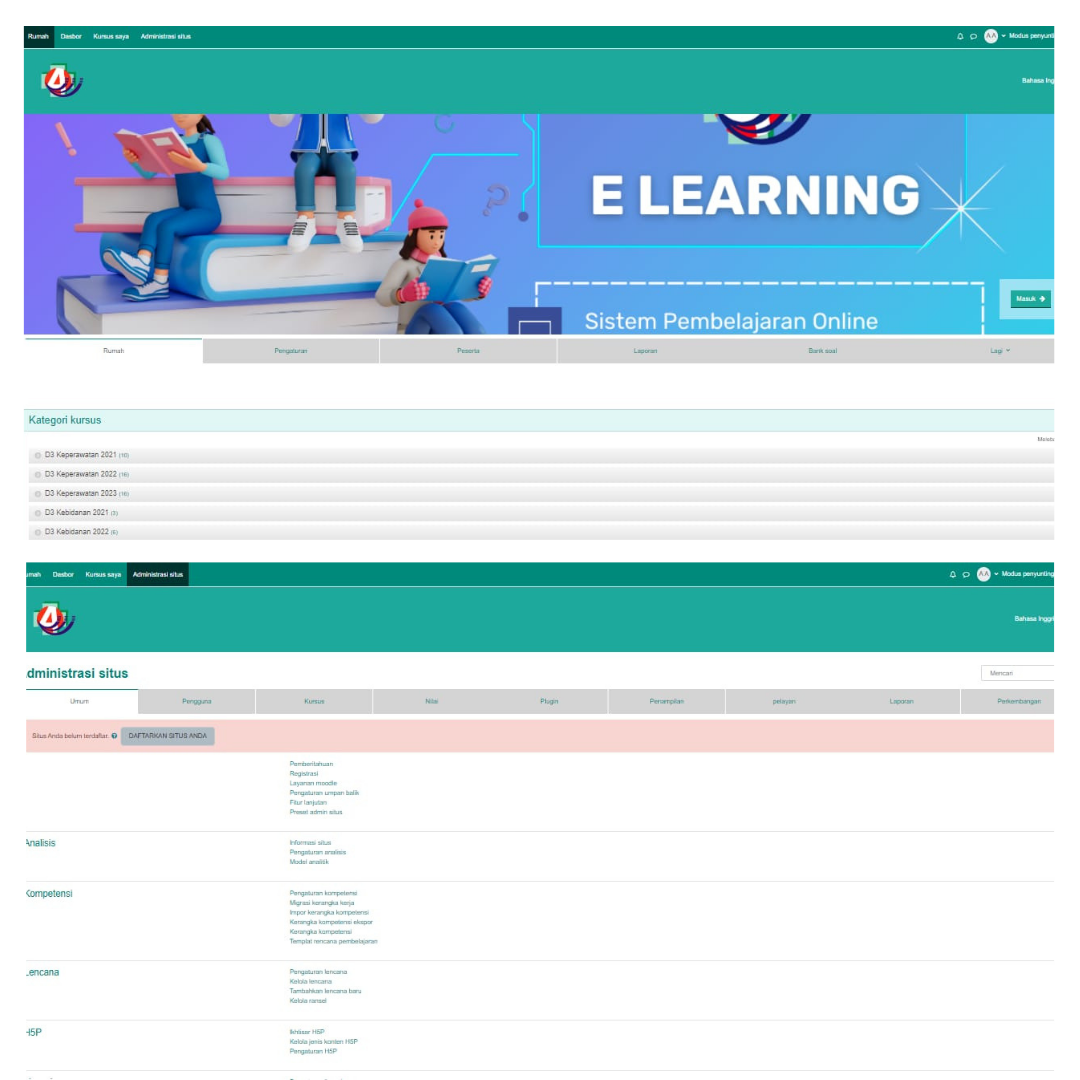 Rumah Dasbor Kursus saya Administrasi situs AA Modus penyunti
Bahasa Ing
E LEARNING
Masuk
Sistem Pembelajaran Online
Rumah Pengaturan Peserta Laporan Bank soal Lagi
Kategori kursus
D3 Keperawatan 2021 (10)
D3 Keperawatan 2022 (16)
D3 Keperawatan 2023 (16)
D3 Kebidanan 2021 (3)
D3 Kebidanan 2022 (6)
umah Dasbor Kursus saya Administrasi situs AA Modus penyunting
Bahasa Inggri
dministrasi situs
Mencari
Umum Pengguna Kursus Nilai Plugin Penampilan pelayan Laporan Perkembangan
Situs Anda belum terdaftar. DAFTARKAN SITUS ANDA
Pemberitahuan
Registrasi
Layanan moodle
Pengaturan umpan balik
Fitur lanjutan
Preset admin situs
Analisis
Informasi situs
Pengaturan analisis
Model analitik
Kompetensi
Pengaturan kompetensi
Migrasi kerangka kerja
Impor kerangka kompetensi
Kerangka kompetensi ekspor
Kerangka kompetensi
Templat rencana pembelajaran
Lencana
Pengaturan lencana
Kelola lencana
Tambahkan lencana baru
Kelola ransel
H5P
Ikhtisar H5P
Kelola jenis konten H5P
Pengaturan H5P